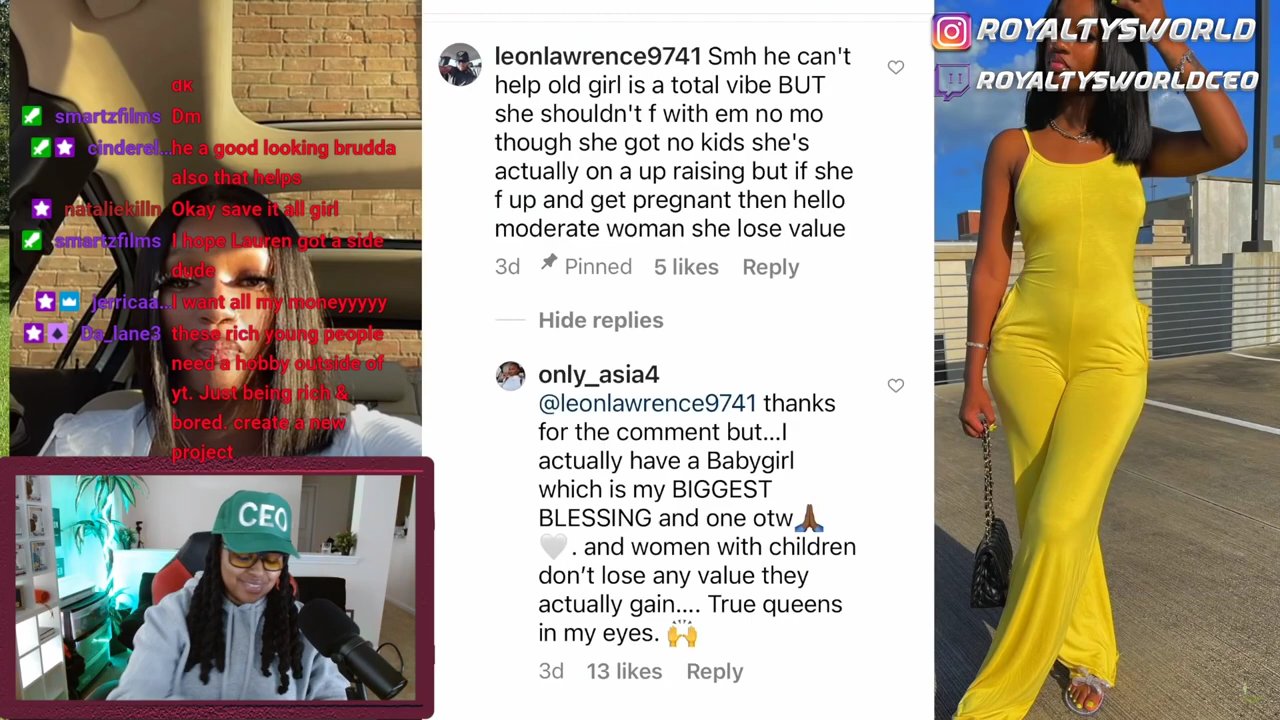 dk
smartzfilms Dm
cinderel... he a good looking brudda
also that helps
nataliekilln Okay save it all girl
smartzfilms I hope Lauren got a side
dude
jerricaa... I want all my moneyyyyy
Da_lane3 these rich young people
need a hobby outside of
yt. Just being rich &
bored. create a new
project
CEO
leonlawrence9741 Smh he can't
help old girl is a total vibe BUT
she shouldn't f with em no mo
though she got no kids she's
actually on a up raising but if she
f up and get pregnant then hello
moderate woman she lose value
3d Pinned 5 likes Reply
Hide replies
only_asia4
@leonlawrence9741 thanks
for the comment but...I
actually have a Babygirl
which is my BIGGEST
BLESSING and one otw🙏🏾
🤍. and women with children
don't lose any value they
actually gain.... True queens
in my eyes. 🙌
3d 13 likes Reply
ROYALTYSWORLD
ROYALTYSWORLDCEO